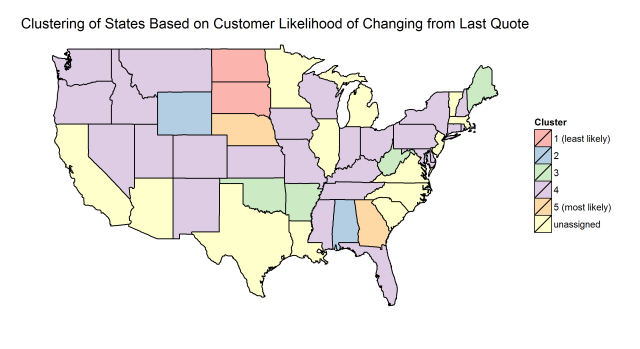 Clustering of States Based on Customer Likelihood of Changing from Last Quote
Cluster
1 (least likely)
2
3
4
5 (most likely)
unassigned